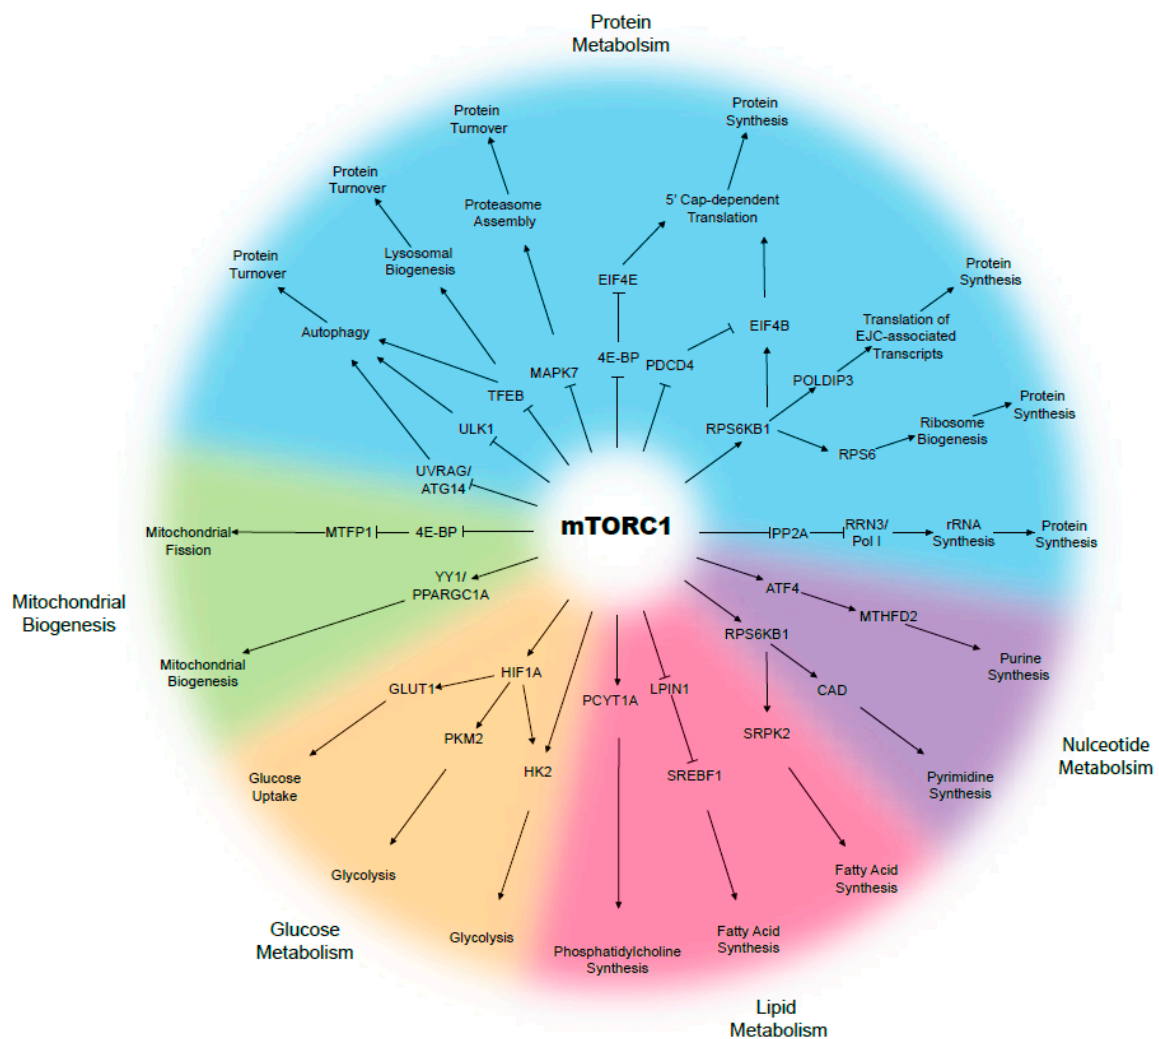 Protein
Metabolsim
Protein
Turnover
Protein
Synthesis
Protein
Turnover
Proteasome
Assembly
5' Cap-dependent
Translation
Protein
Turnover
Lysosomal
Biogenesis
EIF4E
Protein
Synthesis
Autophagy
EIF4B
Translation of
EJC-associated
Transcripts
4E-BP
PDCD4
MAPK7
POLDIP3
TFEB
Protein
Synthesis
ULK1
RPS6KB1
Ribosome
Biogenesis
RPS6
UVRAG/
ATG14
mTORC1
Mitochondrial
Fission
MTFP1
4E-BP
PP2A
RRN3/
Pol I
rRNA
Synthesis
Protein
Synthesis
YY1/
PPARGC1A
ATF4
MTHFD2
Mitochondrial
Biogenesis
RPS6KB1
Mitochondrial
Biogenesis
HIF1A
GLUT1
PCYT1A
LPIN1
CAD
Purine
Synthesis
PKM2
SRPK2
HK2
SREBF1
Nulceotide
Metabolsim
Glucose
Uptake
Pyrimidine
Synthesis
Glycolysis
Fatty Acid
Synthesis
Glucose
Metabolism
Glycolysis
Phosphatidylcholine
Synthesis
Fatty Acid
Synthesis
Lipid
Metabolism